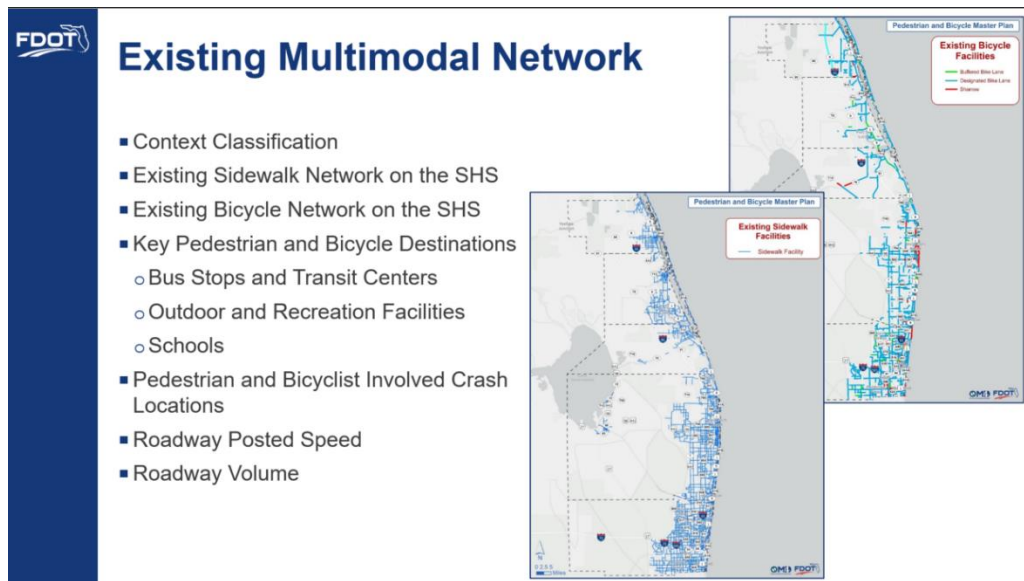 FDOT
Existing Multimodal Network
Context Classification
Existing Sidewalk Network on the SHS
Existing Bicycle Network on the SHS
Key Pedestrian and Bicycle Destinations
Bus Stops and Transit Centers
Outdoor and Recreation Facilities
Schools
Pedestrian and Bicyclist Involved Crash
Locations
Roadway Posted Speed
Roadway Volume
Pedestrian and Bicycle Master Plan
Existing Bicycle
Facilities
Buffered Bike Lane
Designated Bike Lane
Sharrow
FDOT
Pedestrian and Bicycle Master Plan
Existing Sidewalk
Facilities
Sidewalk Facility
Miles
FDOT